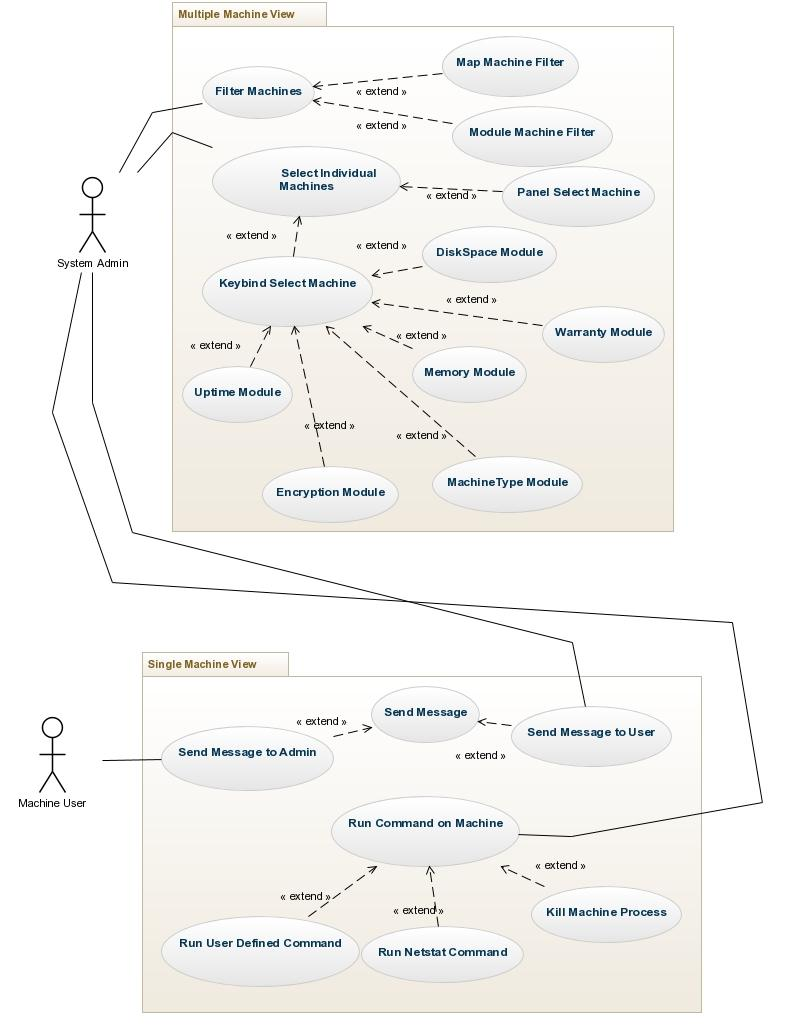 Multiple Machine View
Map Machine Filter
Filter Machines
« extend »
« extend »
Module Machine Filter
Select Individual
Machines
Panel Select Machine
« extend »
« extend »
« extend »
DiskSpace Module
Keybind Select Machine
« extend »
Warranty Module
« extend »
« extend »
Memory Module
Uptime Module
« extend »
« extend »
MachineType Module
Encryption Module
System Admin
Single Machine View
Send Message
« extend »
Send Message to User
Send Message to Admin
« extend »
Machine User
Run Command on Machine
« extend »
« extend »
« extend »
Kill Machine Process
Run User Defined Command
Run Netstat Command